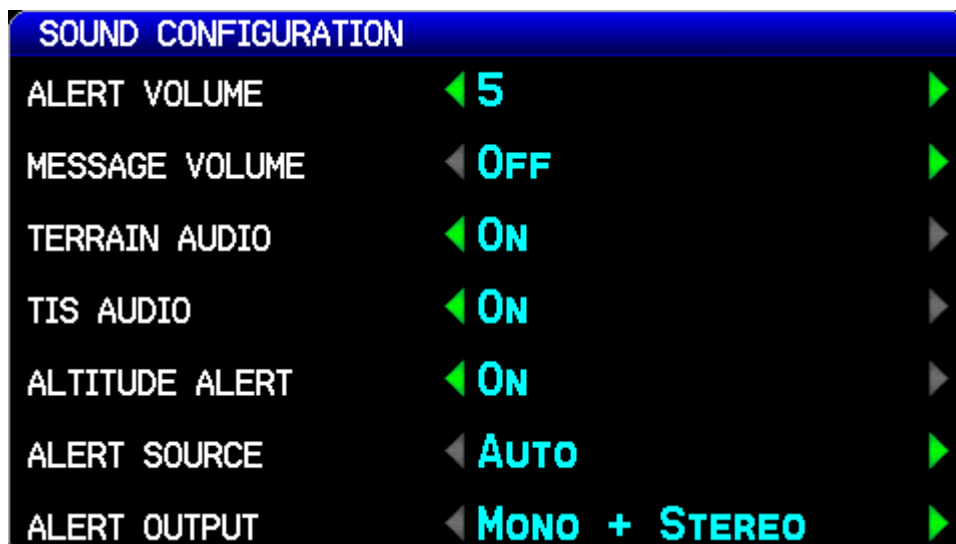 SOUND CONFIGURATION
ALERT VOLUME 5
MESSAGE VOLUME OFF
TERRAIN AUDIO ON
TIS AUDIO ON
ALTITUDE ALERT ON
ALERT SOURCE AUTO
ALERT OUTPUT MONO + STEREO